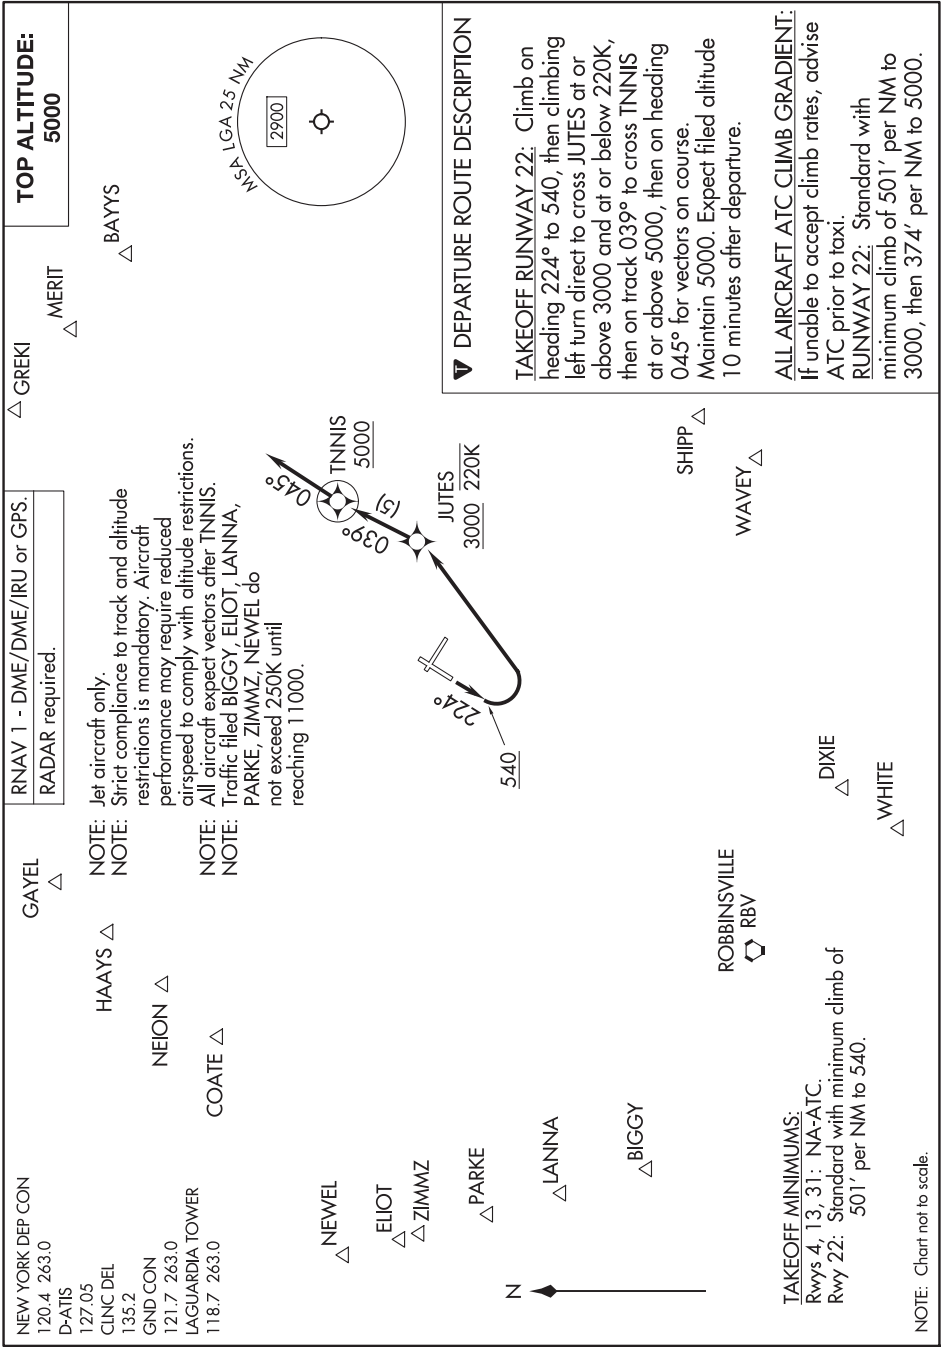 TOP ALTITUDE:
5000
RNAV 1 - DME/DME/IRU or GPS.
RADAR required.
NEW YORK DEP CON
120.4 263.0
D-ATIS
127.05
CLNC DEL
135.2
GND CON
121.7 263.0
LAGUARDIA TOWER
118.7 263.0
NOTE: Jet aircraft only.
NOTE: Strict compliance to track and altitude
restrictions is mandatory. Aircraft
performance may require reduced
airspeed to comply with altitude restrictions.
NOTE: All aircraft expect vectors after TNNIS.
NOTE: Traffic filed BIGGY, ELIOT, LANNA,
PARKE, ZIMMZ, NEWEL do
not exceed 250K until
reaching 11000.
GAYEL
HAAYS
NEION
COATE
GREKI
MERIT
BAYYS
MSA LGA 25 NM
2900
NEWEL
ELIOT
ZIMMZ
PARKE
LANNA
BIGGY
N
045°
TNNIS
5000
(5)
039°
JUTES
3000 220K
224°
540
SHIPP
WAVEY
DIXIE
WHITE
ROBBINSVILLE
RBV
T DEPARTURE ROUTE DESCRIPTION
TAKEOFF RUNWAY 22: Climb on
heading 224° to 540, then climbing
left turn direct to cross JUTES at or
above 3000 and at or below 220K,
then on track 039° to cross TNNIS
at or above 5000, then on heading
045° for vectors on course.
Maintain 5000. Expect filed altitude
10 minutes after departure.
ALL AIRCRAFT ATC CLIMB GRADIENT:
If unable to accept climb rates, advise
ATC prior to taxi.
RUNWAY 22: Standard with
minimum climb of 501' per NM to
3000, then 374' per NM to 5000.
TAKEOFF MINIMUMS:
Rwys 4, 13, 31: NA-ATC.
Rwy 22: Standard with minimum climb of
501' per NM to 540.
NOTE: Chart not to scale.